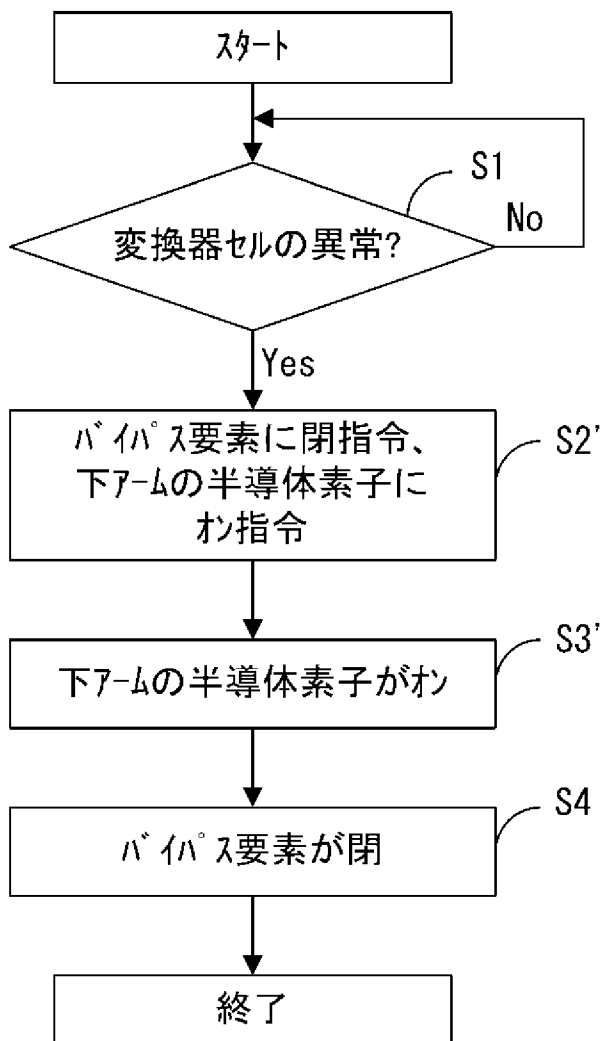 スタート
S1
変換器セルの異常?
No
Yes
バイパス要素に閉指令、
下アームの半導体素子に
オン指令
S2'
下アームの半導体素子がオン
S3'
バイパス要素が閉
S4
終了